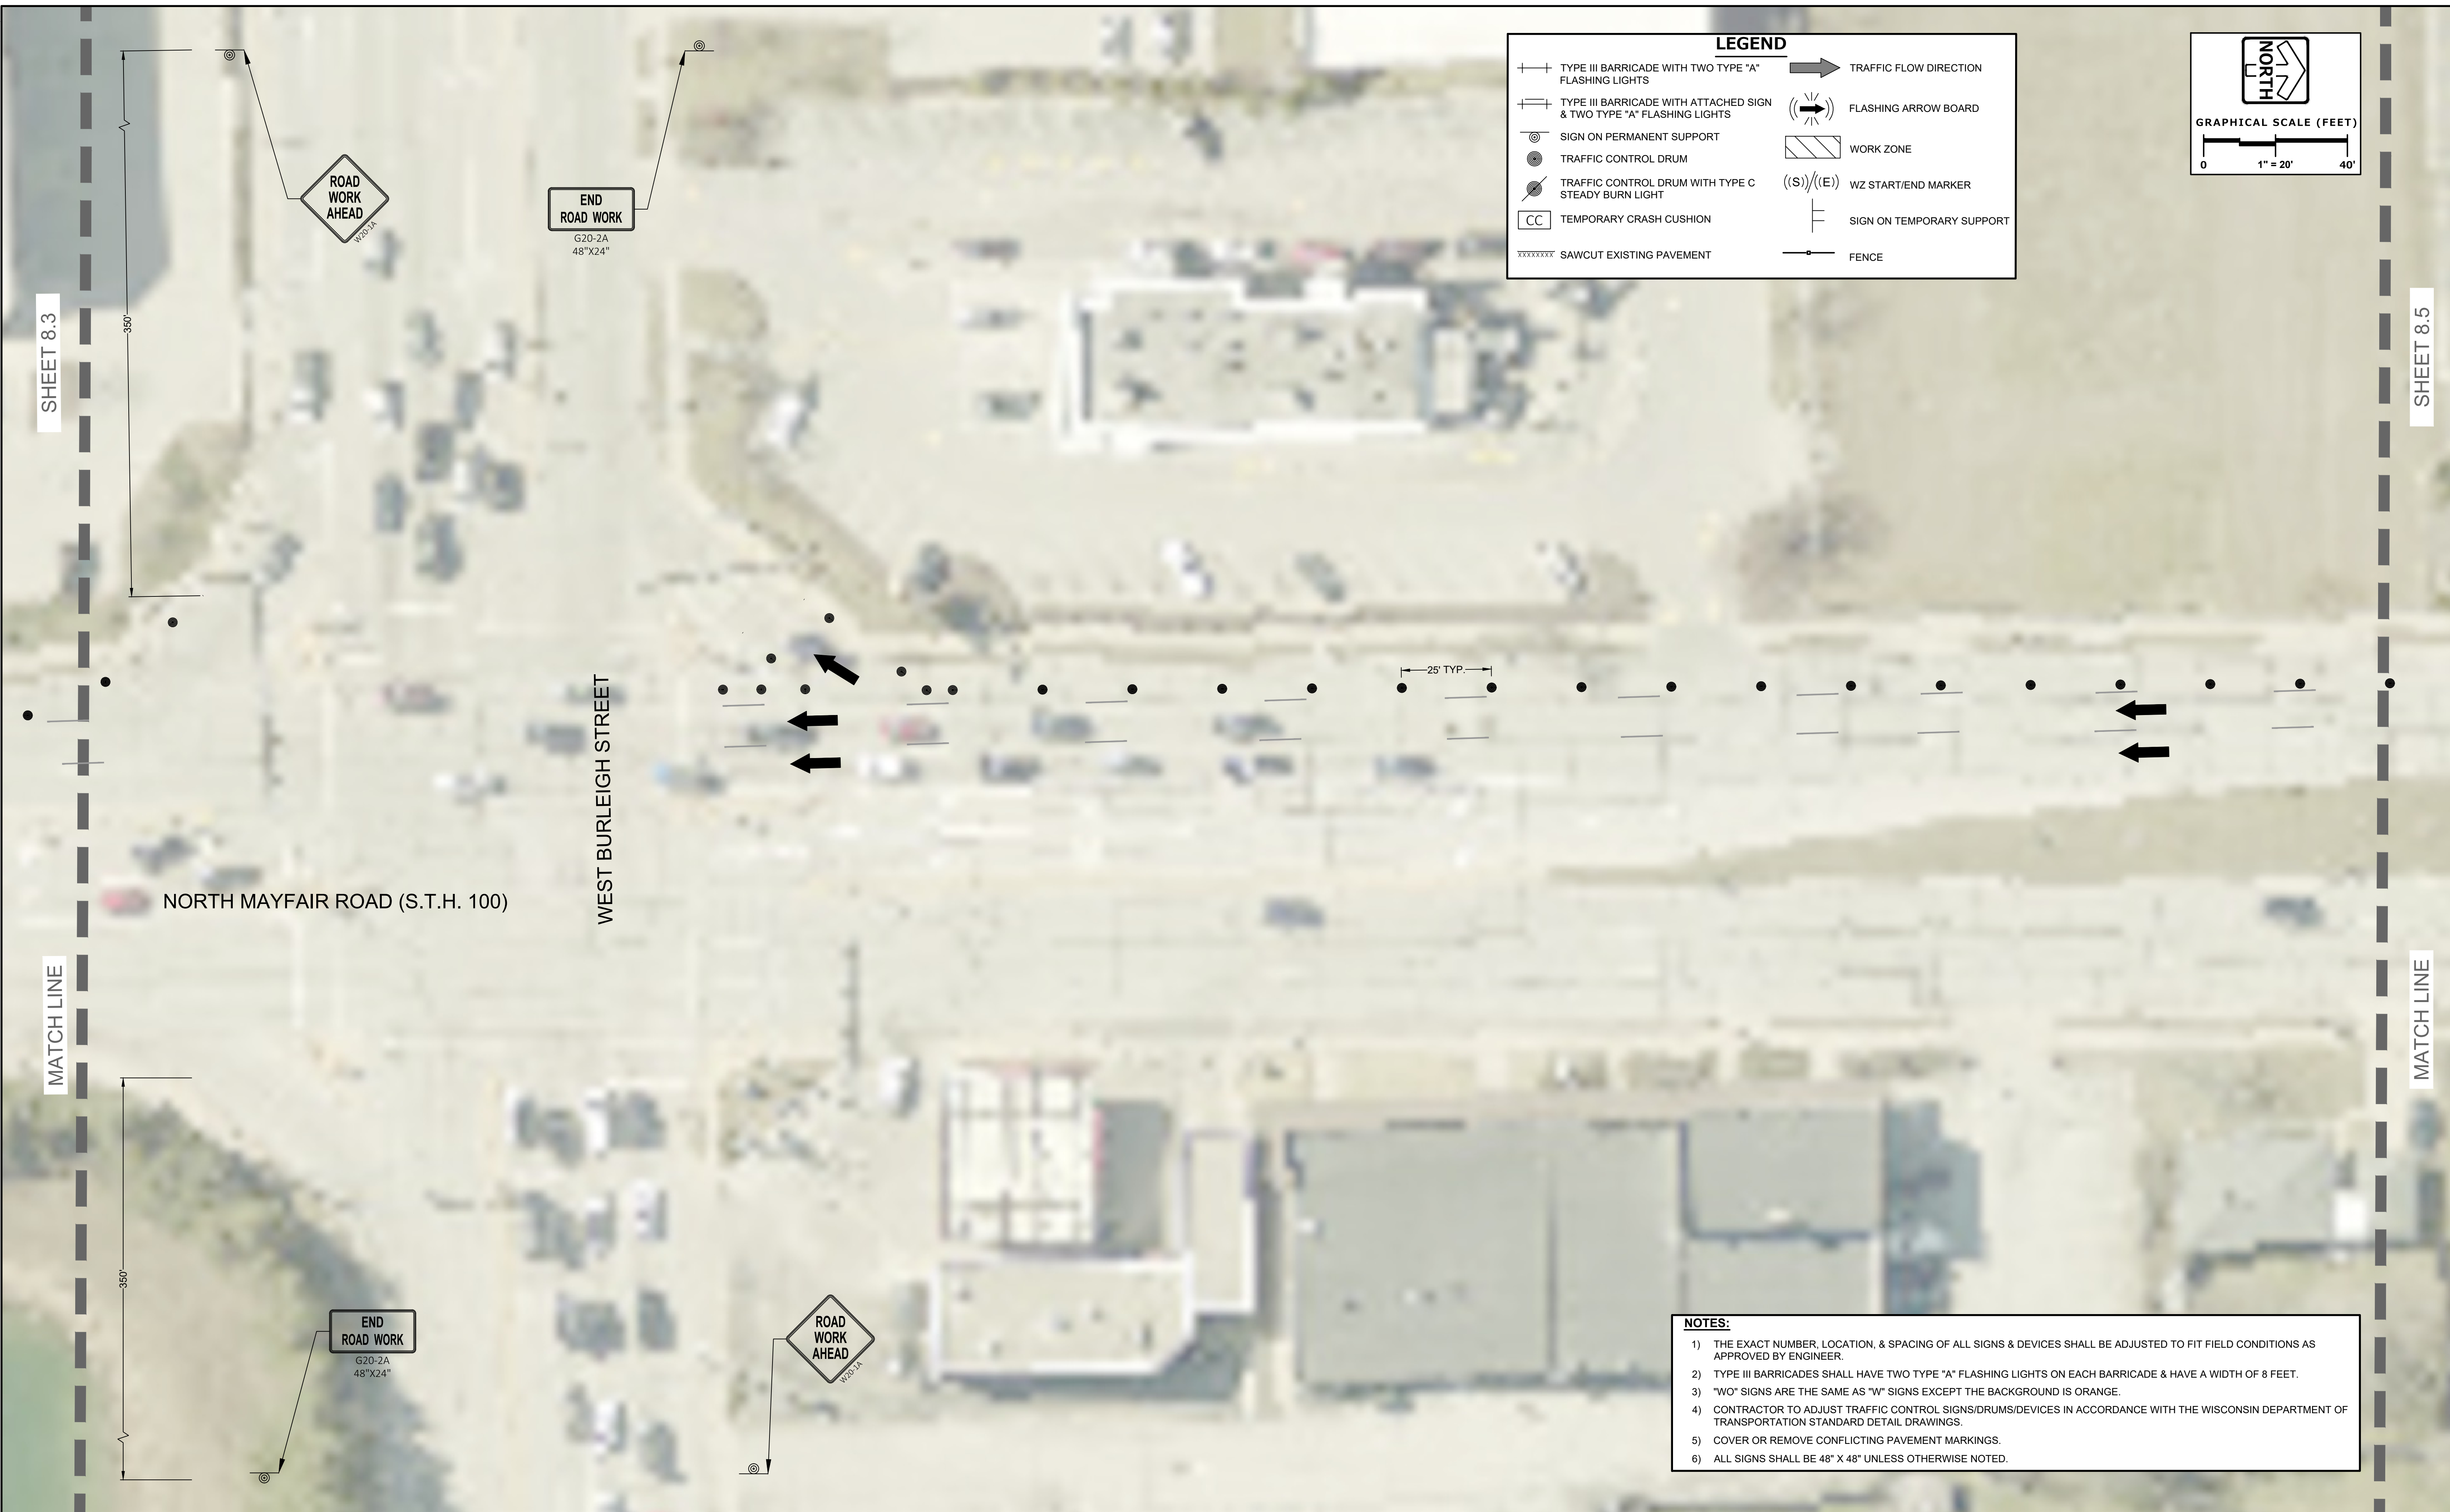 LEGEND
TYPE III BARRICADE WITH TWO TYPE "A"
FLASHING LIGHTS
TYPE III BARRICADE WITH ATTACHED SIGN
& TWO TYPE "A" FLASHING LIGHTS
SIGN ON PERMANENT SUPPORT
TRAFFIC CONTROL DRUM
TRAFFIC CONTROL DRUM WITH TYPE C
STEADY BURN LIGHT
CC TEMPORARY CRASH CUSHION
XXXXXXXX SAWCUT EXISTING PAVEMENT
TRAFFIC FLOW DIRECTION
FLASHING ARROW BOARD
WORK ZONE
((S))/((E)) WZ START/END MARKER
SIGN ON TEMPORARY SUPPORT
FENCE
NORTH
GRAPHICAL SCALE (FEET)
0 1" = 20' 40'
ROAD
WORK
AHEAD
W20-1A
END
ROAD WORK
G20-2A
48"X24"
350'
SHEET 8.3
SHEET 8.5
25' TYP.
WEST BURLEIGH STREET
NORTH MAYFAIR ROAD (S.T.H. 100)
MATCH LINE
MATCH LINE
350'
END
ROAD WORK
G20-2A
48"X24"
ROAD
WORK
AHEAD
W20-1A
NOTES:
1) THE EXACT NUMBER, LOCATION, & SPACING OF ALL SIGNS & DEVICES SHALL BE ADJUSTED TO FIT FIELD CONDITIONS AS
APPROVED BY ENGINEER.
2) TYPE III BARRICADES SHALL HAVE TWO TYPE "A" FLASHING LIGHTS ON EACH BARRICADE & HAVE A WIDTH OF 8 FEET.
3) "WO" SIGNS ARE THE SAME AS "W" SIGNS EXCEPT THE BACKGROUND IS ORANGE.
4) CONTRACTOR TO ADJUST TRAFFIC CONTROL SIGNS/DRUMS/DEVICES IN ACCORDANCE WITH THE WISCONSIN DEPARTMENT OF
TRANSPORTATION STANDARD DETAIL DRAWINGS.
5) COVER OR REMOVE CONFLICTING PAVEMENT MARKINGS.
6) ALL SIGNS SHALL BE 48" X 48" UNLESS OTHERWISE NOTED.